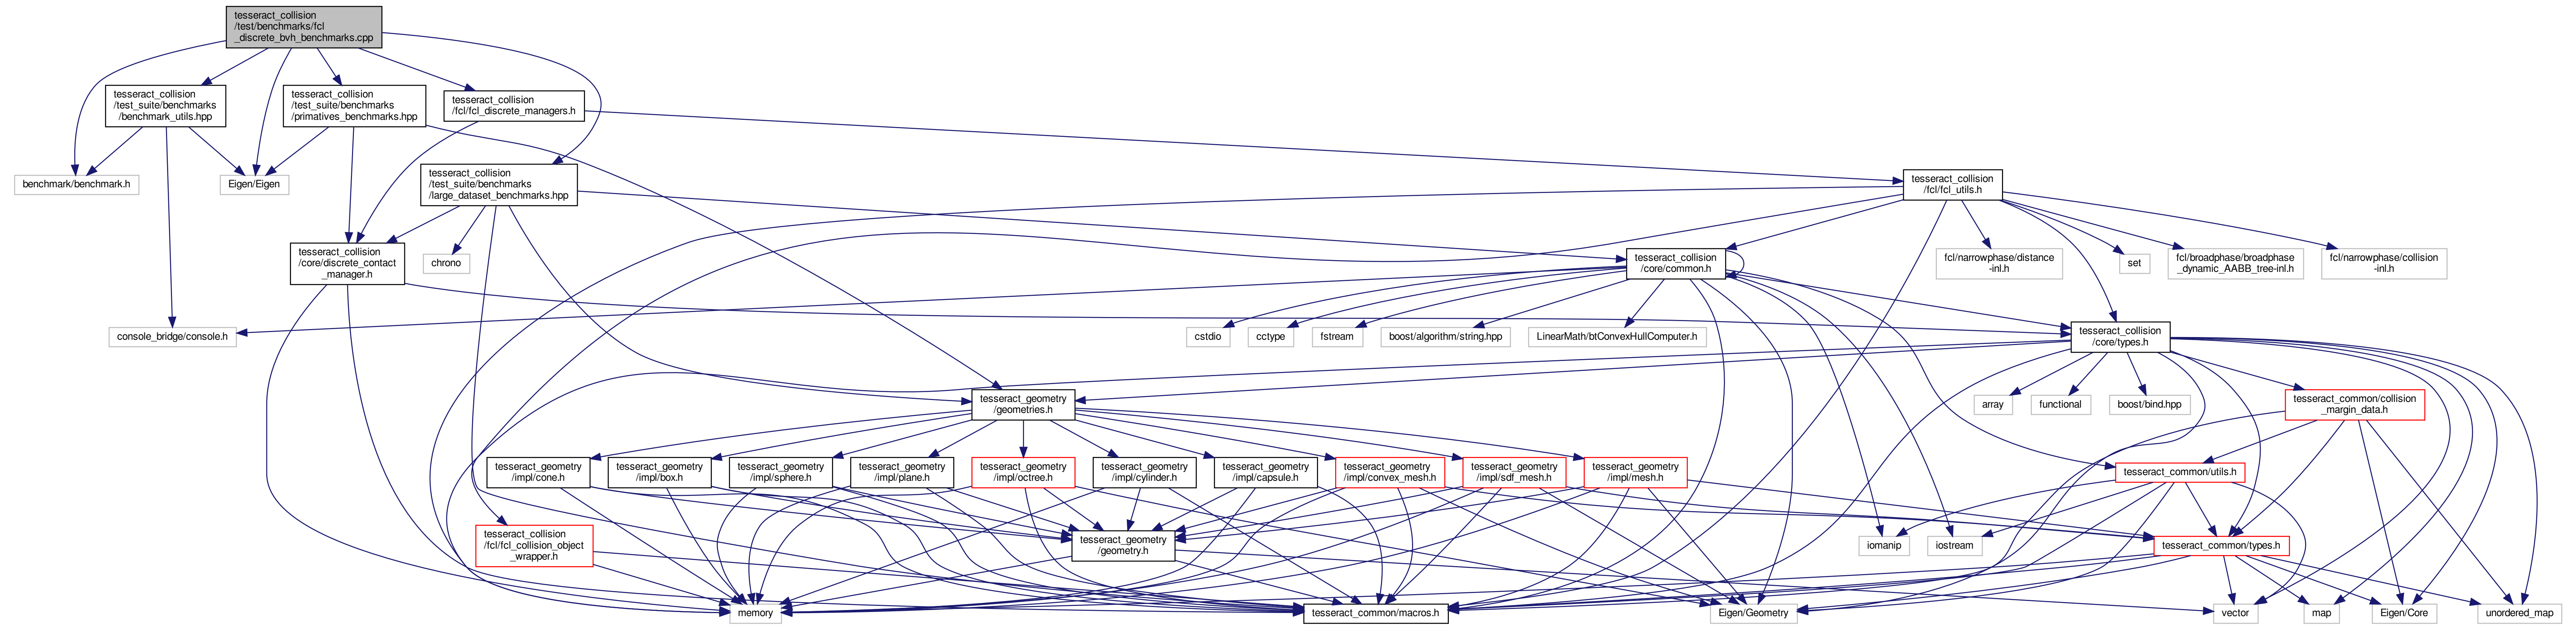 tesseract_collision
/test/benchmarks/fcl
_discrete_bvh_benchmarks.cpp
tesseract_collision
/test_suite/benchmarks
/benchmark_utils.hpp
tesseract_collision
/test_suite/benchmarks
/primatives_benchmarks.hpp
tesseract_collision
/fcl/fcl_discrete_managers.h
benchmark/benchmark.h
Eigen/Eigen
tesseract_collision
/test_suite/benchmarks
/large_dataset_benchmarks.hpp
tesseract_collision
/fcl/fcl_utils.h
tesseract_collision
/core/discrete_contact
_manager.h
chrono
tesseract_collision
/core/common.h
fcl/narrowphase/distance
-inl.h
set
fcl/broadphase/broadphase
_dynamic_AABB_tree-inl.h
fcl/narrowphase/collision
-inl.h
console_bridge/console.h
cstdio
cctype
fstream
boost/algorithm/string.hpp
LinearMath/btConvexHullComputer.h
tesseract_collision
/core/types.h
tesseract_geometry
/geometries.h
array
functional
boost/bind.hpp
tesseract_common/collision
_margin_data.h
tesseract_geometry
/impl/cone.h
tesseract_geometry
/impl/box.h
tesseract_geometry
/impl/sphere.h
tesseract_geometry
/impl/plane.h
tesseract_geometry
/impl/octree.h
tesseract_geometry
/impl/cylinder.h
tesseract_geometry
/impl/capsule.h
tesseract_geometry
/impl/convex_mesh.h
tesseract_geometry
/impl/sdf_mesh.h
tesseract_geometry
/impl/mesh.h
tesseract_common/utils.h
tesseract_collision
/fcl/fcl_collision_object
_wrapper.h
tesseract_geometry
/geometry.h
iomanip
iostream
tesseract_common/types.h
memory
tesseract_common/macros.h
Eigen/Geometry
vector
map
Eigen/Core
unordered_map